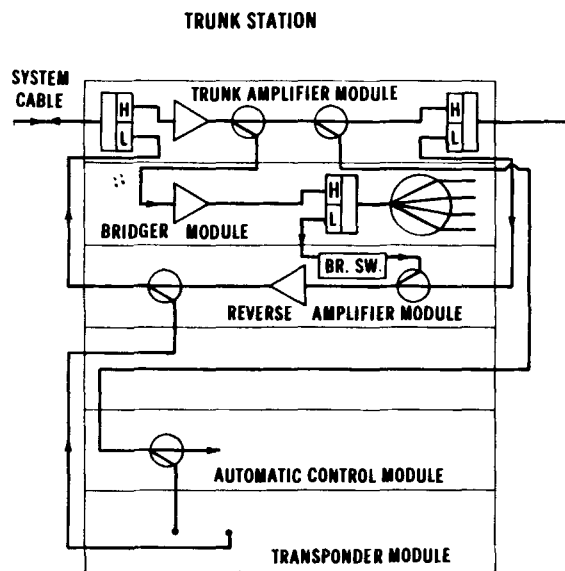 TRUNK STATION
SYSTEM
CABLE
TRUNK AMPLIFIER MODULE
H
L
H
L
BRIDGER MODULE
H
L
BR. SW.
REVERSE AMPLIFIER MODULE
AUTOMATIC CONTROL MODULE
TRANSPONDER MODULE